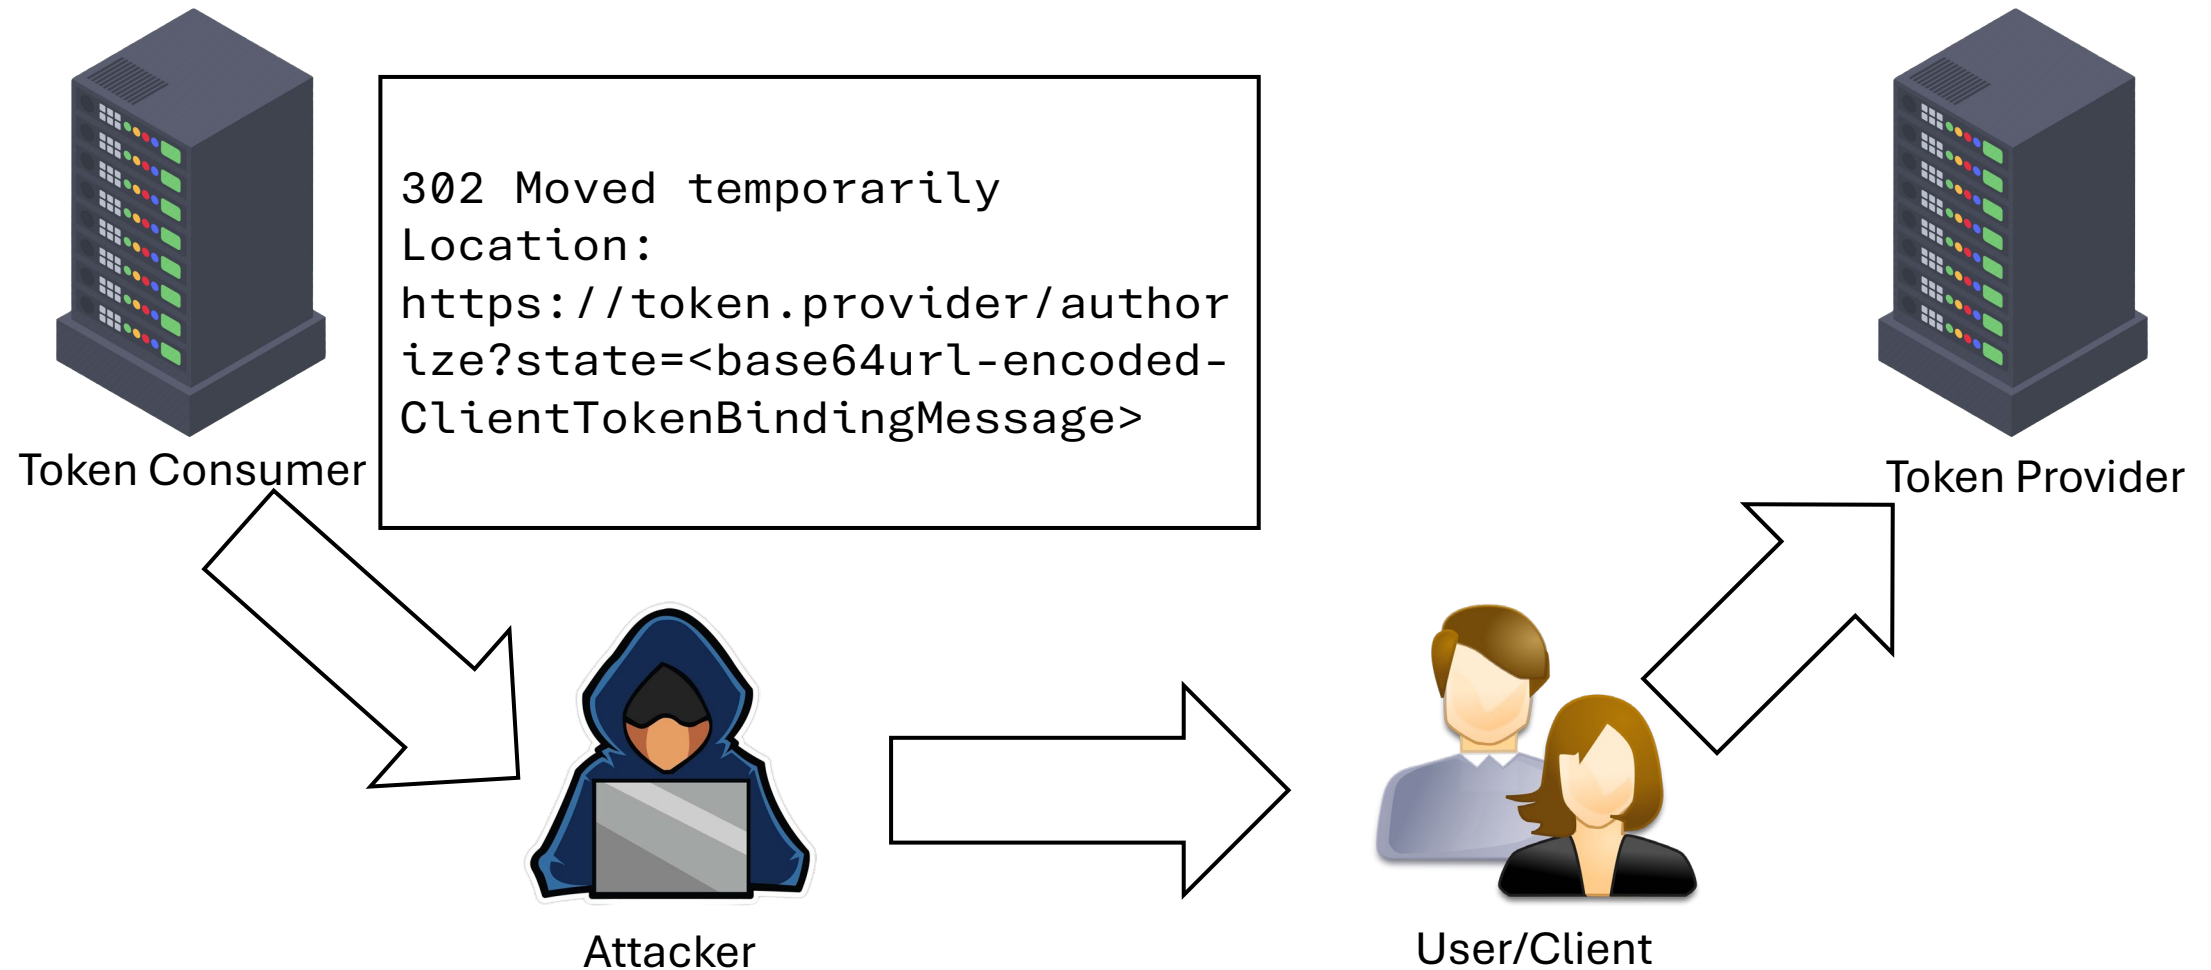 302 Moved temporarily
Location:
https://token.provider/author
ize?state=<base64url-encoded-
ClientTokenBindingMessage>
Token Consumer
Token Provider
Attacker
User/Client